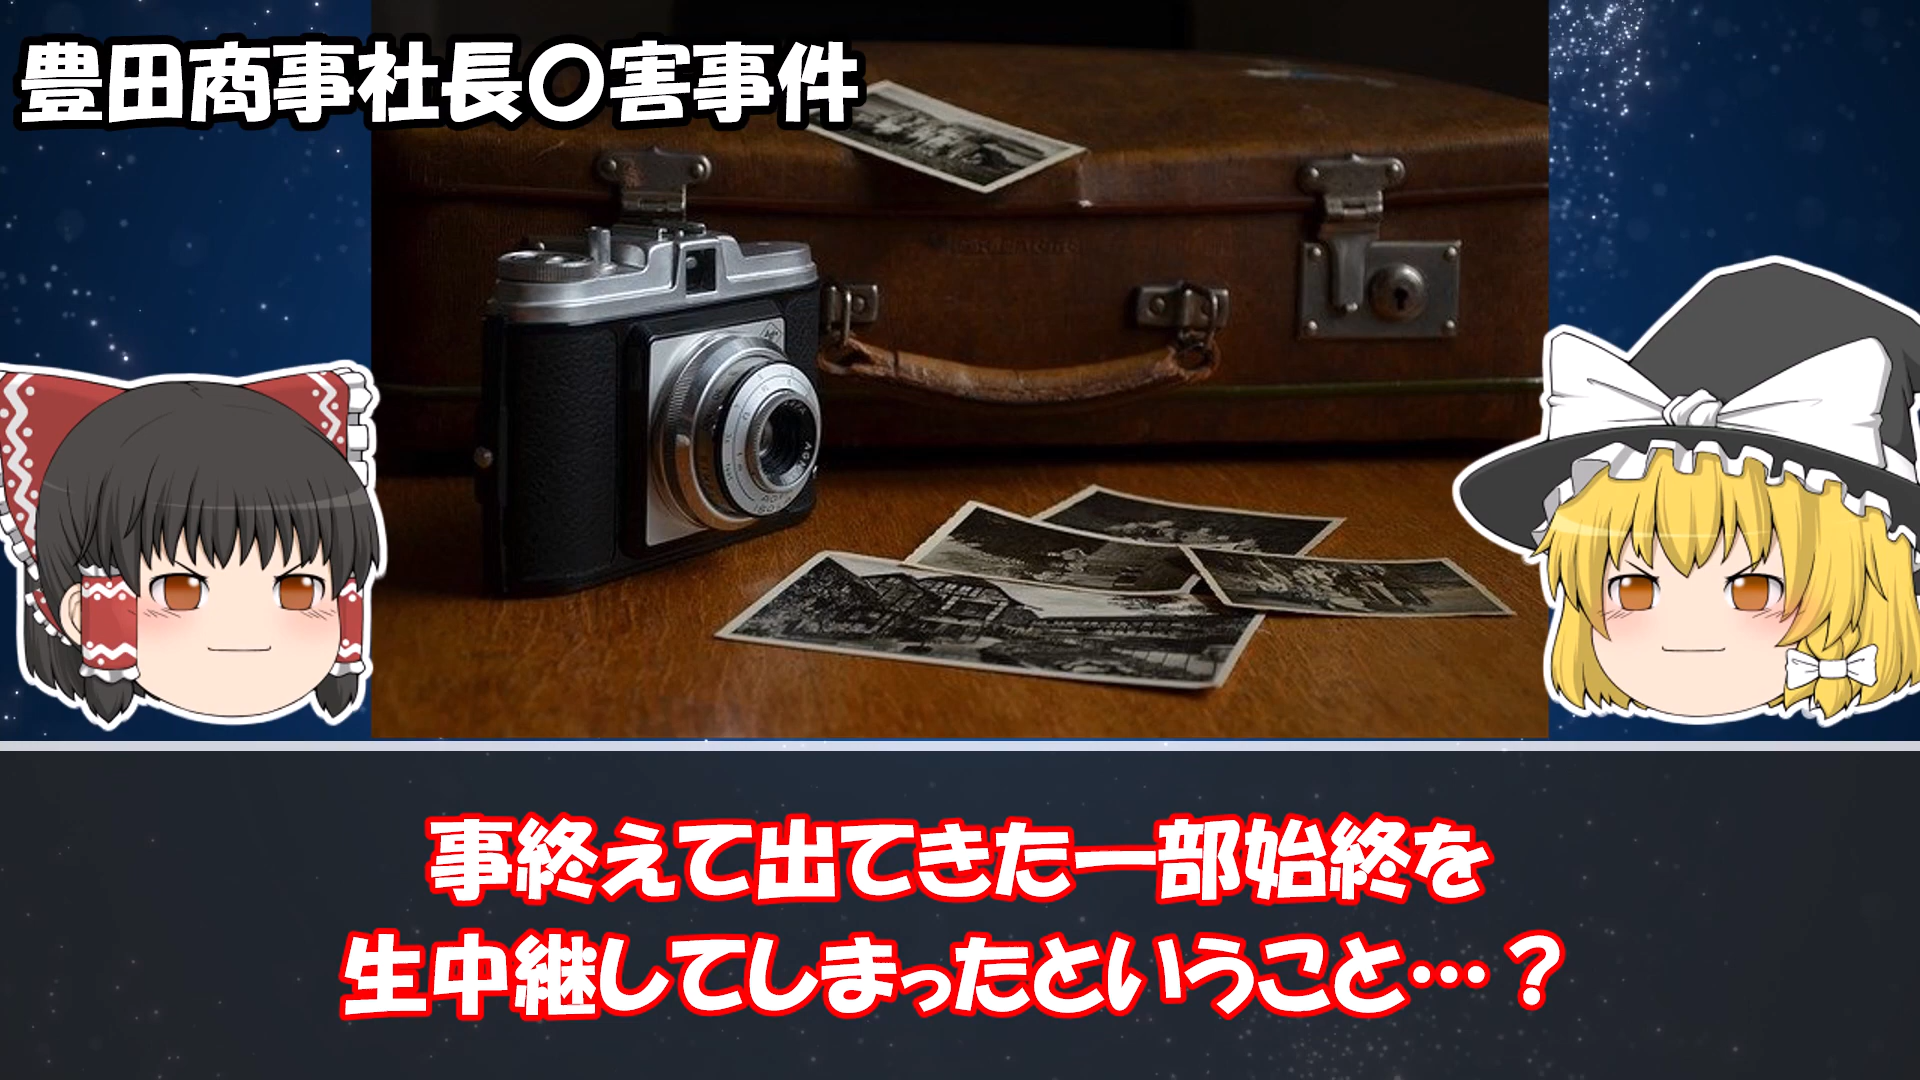 豊田商事社長〇害事件
Agfa
事終えて出てきた一部始終を
生中継してしまったということ…？